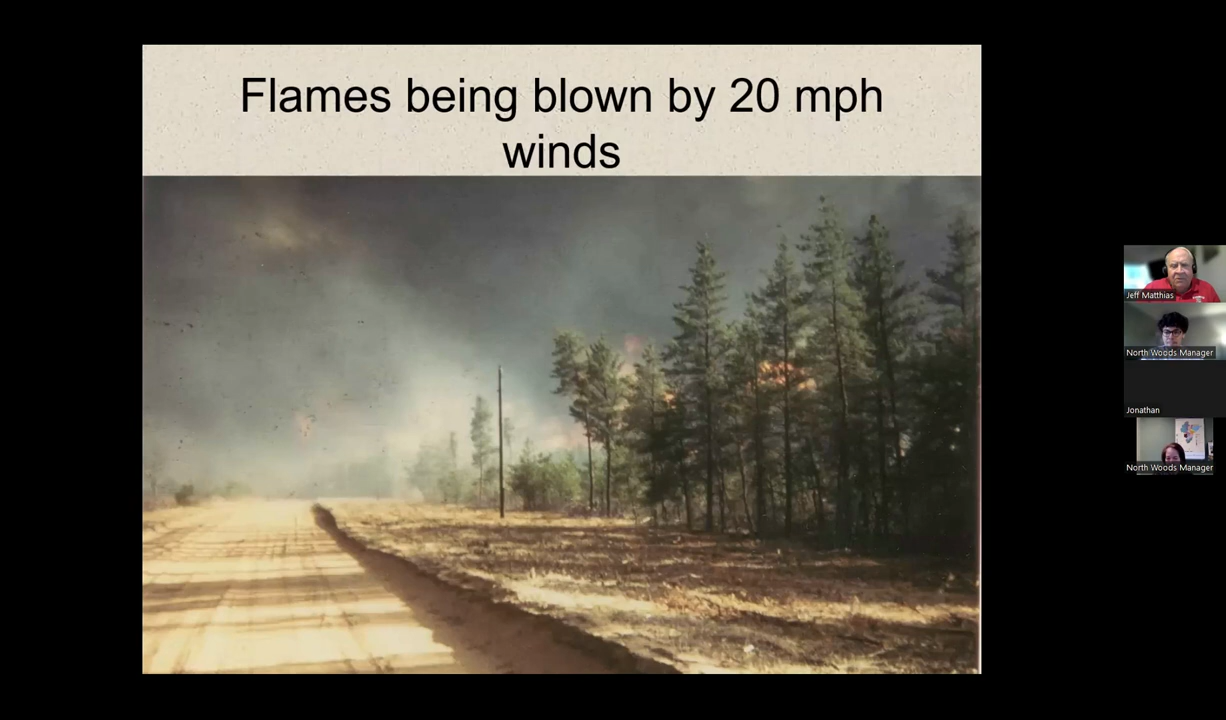 Flames being blown by 20 mph
winds
Jeff Matthias
North Woods Manager
Jonathan
North Woods Manager